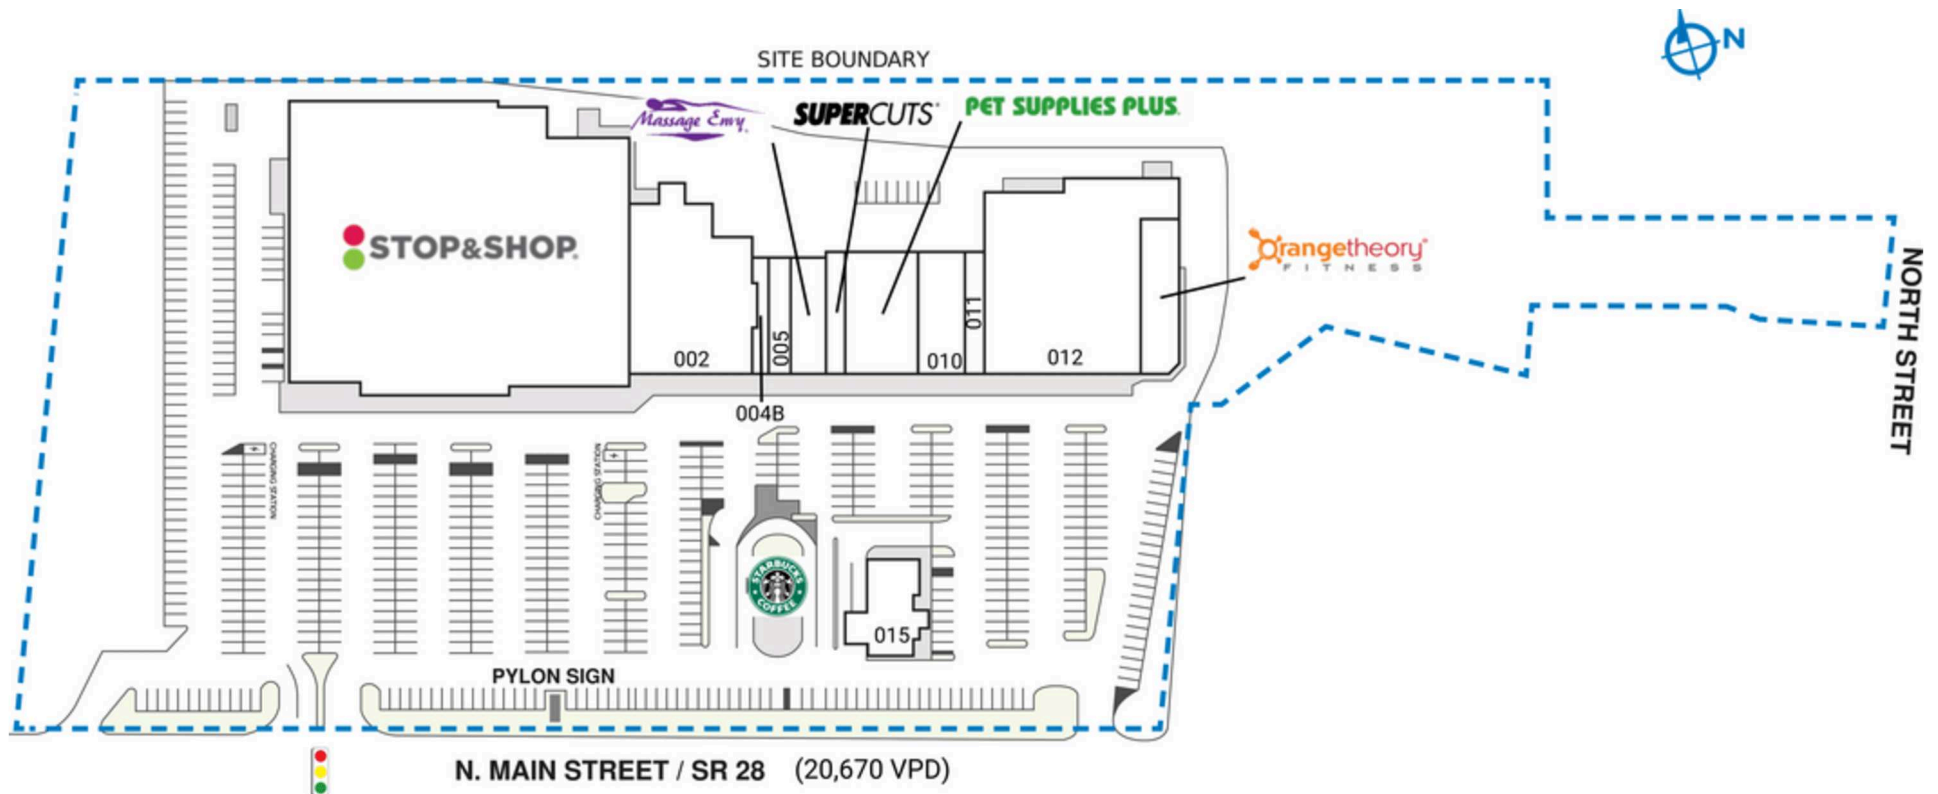 N
SITE BOUNDARY
Massage Envy
SUPERCUTS
PET SUPPLIES PLUS
STOP&SHOP
Orangetheory
FITNESS
NORTH STREET
002
005
010
011
012
004B
CHARGING STATION
CHARGING STATION
STARBUCKS
COFFEE
015
PYLON SIGN
N. MAIN STREET / SR 28 (20,670 VPD)